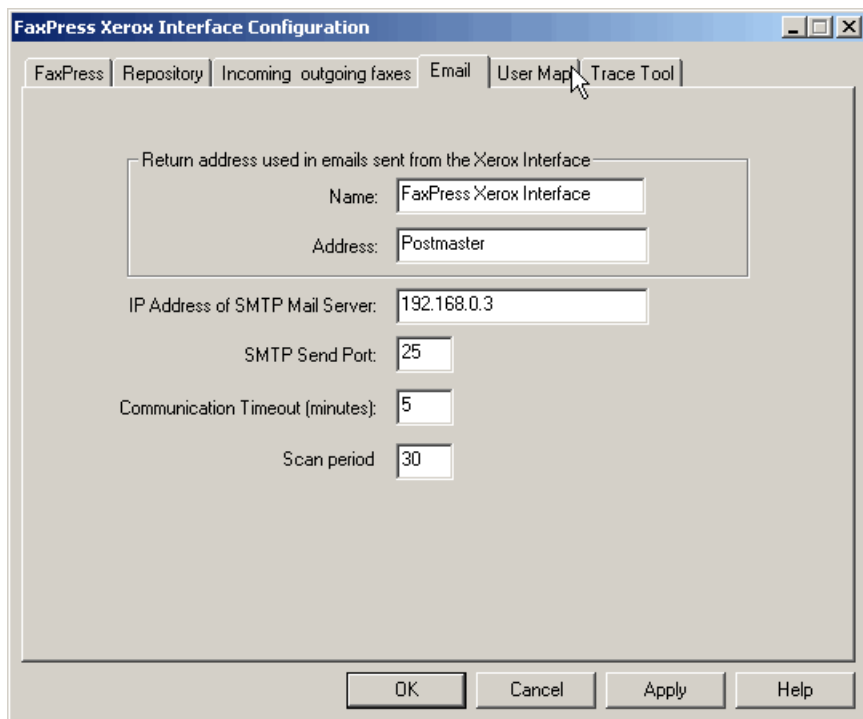 FaxPress Xerox Interface Configuration
FaxPress Repository Incoming outgoing faxes Email User Map Trace Tool
Return address used in emails sent from the Xerox Interface
Name: FaxPress Xerox Interface
Address: Postmaster
IP Address of SMTP Mail Server: 192.168.0.3
SMTP Send Port: 25
Communication Timeout (minutes): 5
Scan period 30
OK Cancel Apply Help